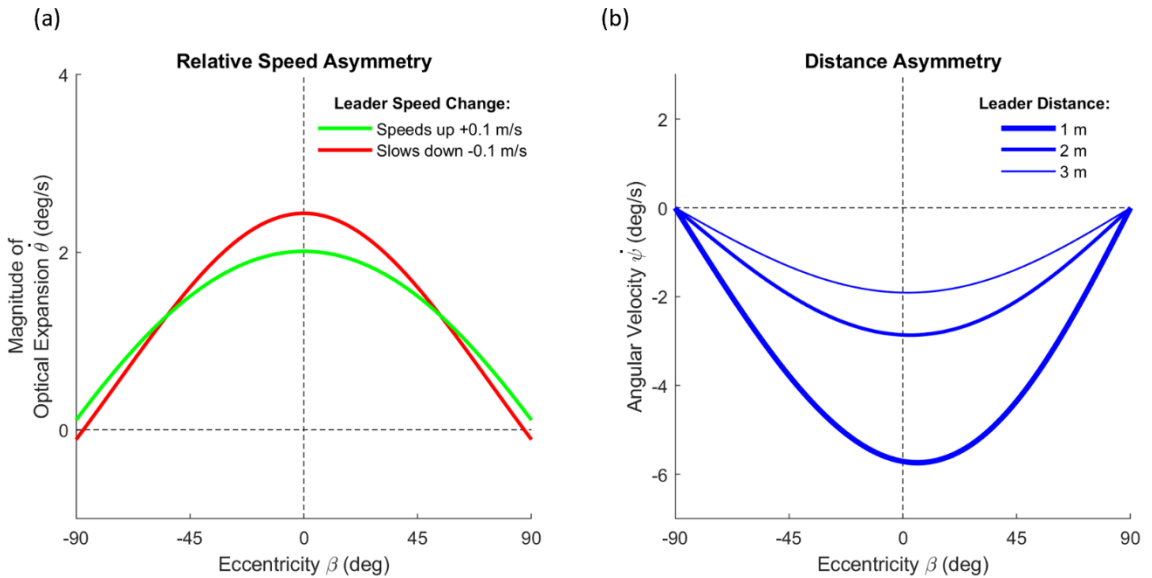 (a)
Relative Speed Asymmetry
4
2
0
Magnitude of
Optical Expansion θ̇ (deg/s)
Leader Speed Change:
Speeds up +0.1 m/s
Slows down -0.1 m/s
-90
-45
0
45
90
Eccentricity β (deg)
(b)
Distance Asymmetry
2
0
-2
-4
-6
Angular Velocity ψ̇ (deg/s)
Leader Distance:
1 m
2 m
3 m
-90
-45
0
45
90
Eccentricity β (deg)